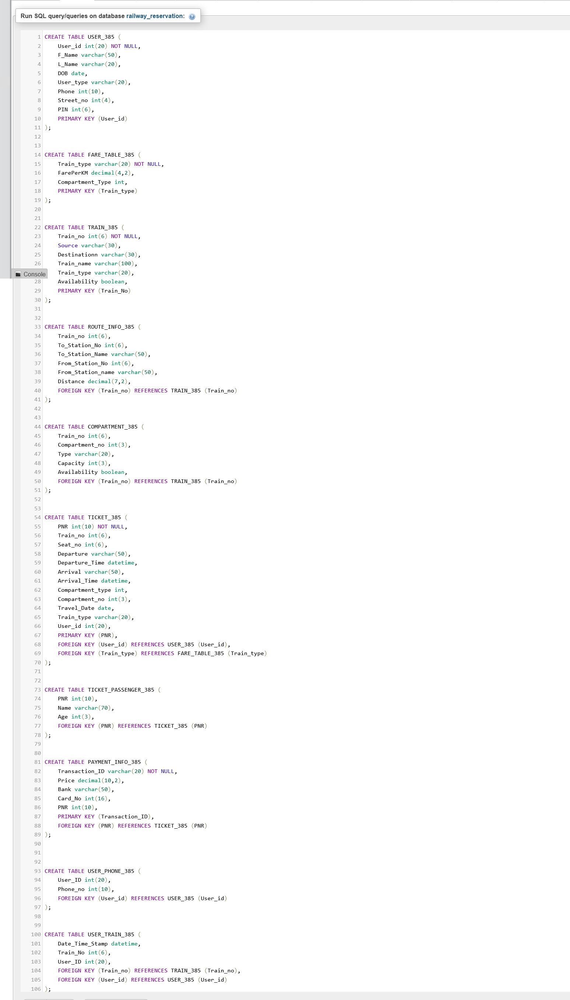 Run SQL query/queries on database railway_reservation:
1 CREATE TABLE USER_385 (
2     User_id int(20) NOT NULL,
3     F_Name varchar(50),
4     L_Name varchar(20),
5     DOB date,
6     User_type varchar(20),
7     Phone int(10),
8     Street_no int(4),
9     PIN int(6),
10     PRIMARY KEY (User_id)
11 );
12
13
14 CREATE TABLE FARE_TABLE_385 (
15     Train_type varchar(20) NOT NULL,
16     FarePerKM decimal(4,2),
17     Compartment_Type int,
18     PRIMARY KEY (Train_type)
19 );
20
21
22 CREATE TABLE TRAIN_385 (
23     Train_no int(6) NOT NULL,
24     Source varchar(30),
25     Destinationn varchar(30),
26     Train_name varchar(100),
Console     Train_type varchar(20),
28     Availability boolean,
29     PRIMARY KEY (Train_No)
30 );
31
32
33 CREATE TABLE ROUTE_INFO_385 (
34     Train_no int(6),
35     To_Station_No int(6),
36     To_Station_Name varchar(50),
37     From_Station_No int(6),
38     From_Station_name varchar(50),
39     Distance decimal(7,2),
40     FOREIGN KEY (Train_no) REFERENCES TRAIN_385 (Train_no)
41 );
42
43
44 CREATE TABLE COMPARTMENT_385 (
45     Train_no int(6),
46     Compartment_no int(3),
47     Type varchar(20),
48     Capacity int(3),
49     Availability boolean,
50     FOREIGN KEY (Train_no) REFERENCES TRAIN_385 (Train_no)
51 );
52
53
54 CREATE TABLE TICKET_385 (
55     PNR int(10) NOT NULL,
56     Train_no int(6),
57     Seat_no int(6),
58     Departure varchar(50),
59     Departure_Time datetime,
60     Arrival varchar(50),
61     Arrival_Time datetime,
62     Compartment_type int,
63     Compartment_no int(3),
64     Travel_Date date,
65     Train_type varchar(20),
66     User_id int(20),
67     PRIMARY KEY (PNR),
68     FOREIGN KEY (User_id) REFERENCES USER_385 (User_id),
69     FOREIGN KEY (Train_type) REFERENCES FARE_TABLE_385 (Train_type)
70 );
71
72
73 CREATE TABLE TICKET_PASSENGER_385 (
74     PNR int(10),
75     Name varchar(70),
76     Age int(3),
77     FOREIGN KEY (PNR) REFERENCES TICKET_385 (PNR)
78 );
79
80
81 CREATE TABLE PAYMENT_INFO_385 (
82     Transaction_ID varchar(20) NOT NULL,
83     Price decimal(10,2),
84     Bank varchar(50),
85     Card_No int(16),
86     PNR int(10),
87     PRIMARY KEY (Transaction_ID),
88     FOREIGN KEY (PNR) REFERENCES TICKET_385 (PNR)
89 );
90
91
92
93 CREATE TABLE USER_PHONE_385 (
94     User_ID int(20),
95     Phone_no int(10),
96     FOREIGN KEY (User_id) REFERENCES USER_385 (User_id)
97 );
98
99
100 CREATE TABLE USER_TRAIN_385 (
101     Date_Time_Stamp datetime,
102     Train_No int(6),
103     User_ID int(20),
104     FOREIGN KEY (Train_no) REFERENCES TRAIN_385 (Train_no),
105     FOREIGN KEY (User_id) REFERENCES USER_385 (User_id)
106 );